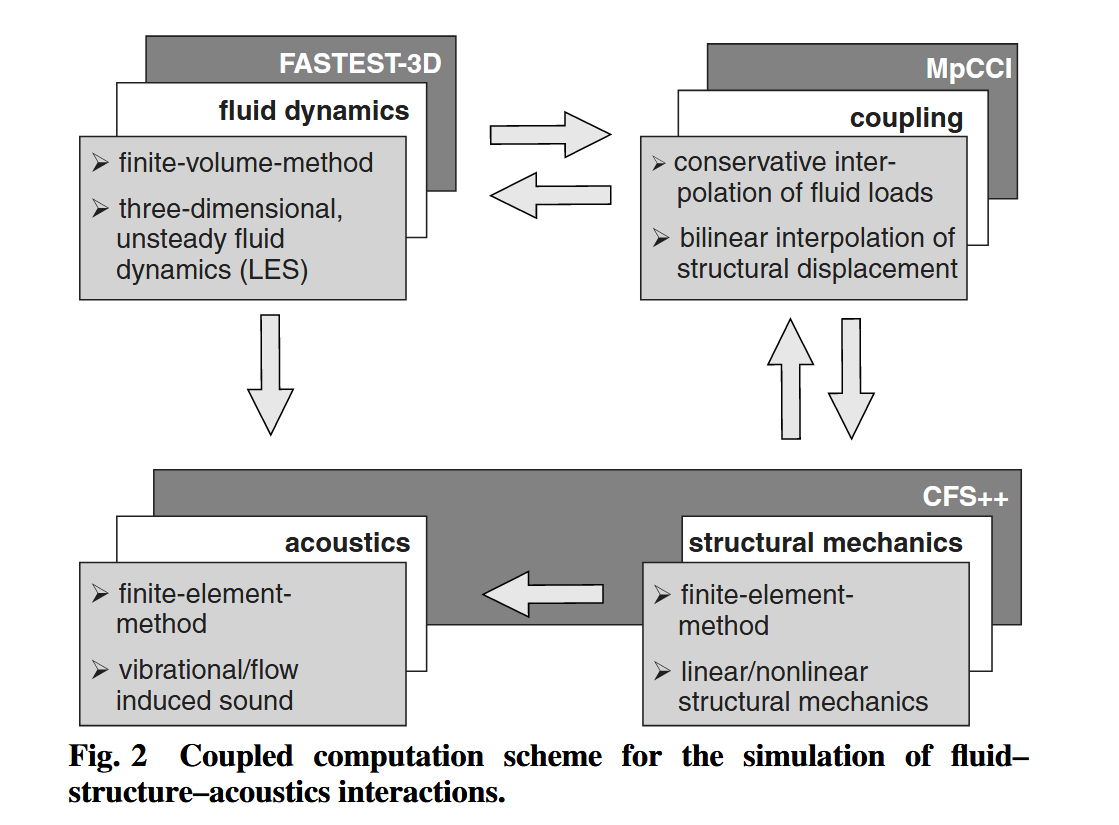 FASTEST-3D
fluid dynamics
➢ finite-volume-method
➢ three-dimensional,
unsteady fluid
dynamics (LES)
MpCCI
coupling
➢ conservative inter-
polation of fluid loads
➢ bilinear interpolation of
structural displacement
CFS++
acoustics
➢ finite-element-
method
➢ vibrational/flow
induced sound
structural mechanics
➢ finite-element-
method
➢ linear/nonlinear
structural mechanics
Fig. 2 Coupled computation scheme for the simulation of fluid–
structure–acoustics interactions.